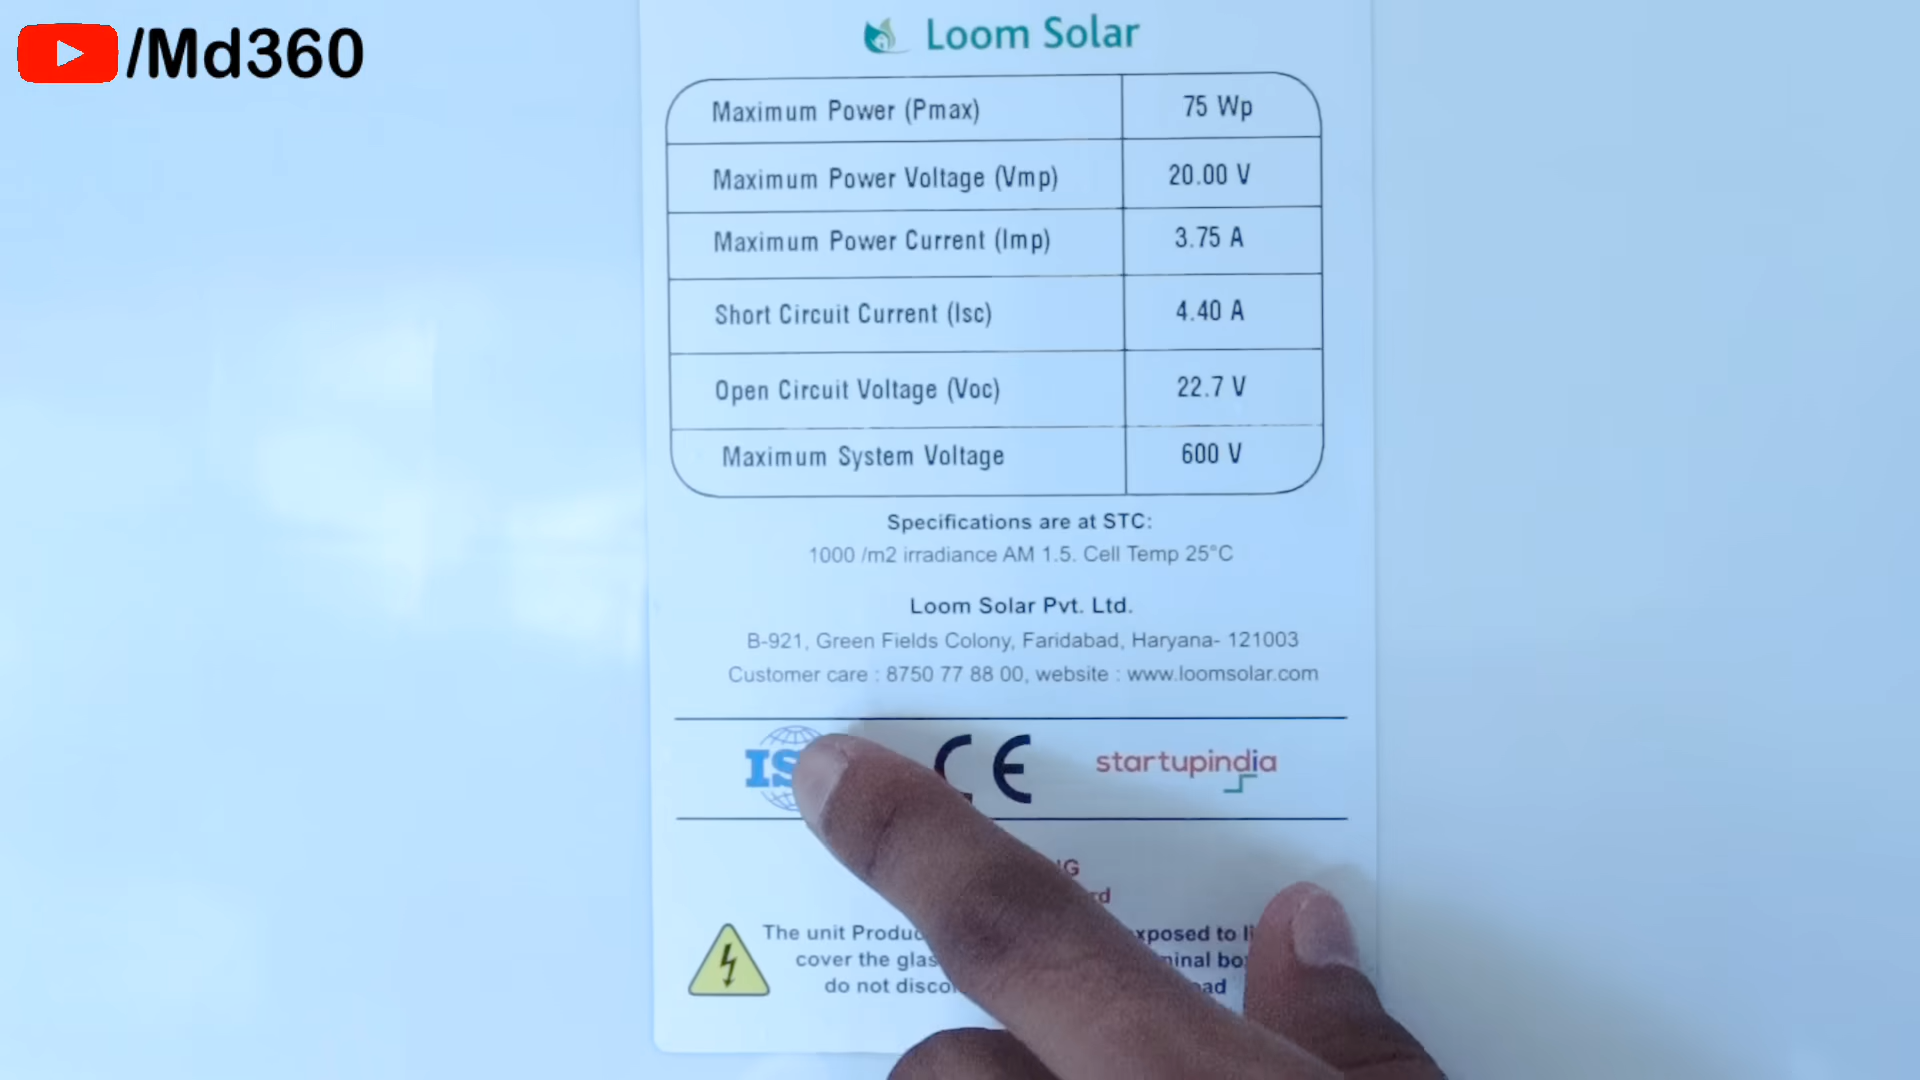 /Md360
Loom Solar
Maximum Power (Pmax) 75 Wp
Maximum Power Voltage (Vmp) 20.00 V
Maximum Power Current (Imp) 3.75 A
Short Circuit Current (Isc) 4.40 A
Open Circuit Voltage (Voc) 22.7 V
Maximum System Voltage 600 V
Specifications are at STC:
1000 /m2 irradiance AM 1.5. Cell Temp 25°C
Loom Solar Pvt. Ltd.
B-921, Green Fields Colony, Faridabad, Haryana- 121003
Customer care : 8750 77 88 00, website : www.loomsolar.com
CE startupindia
The unit exposed to
cover the
do not